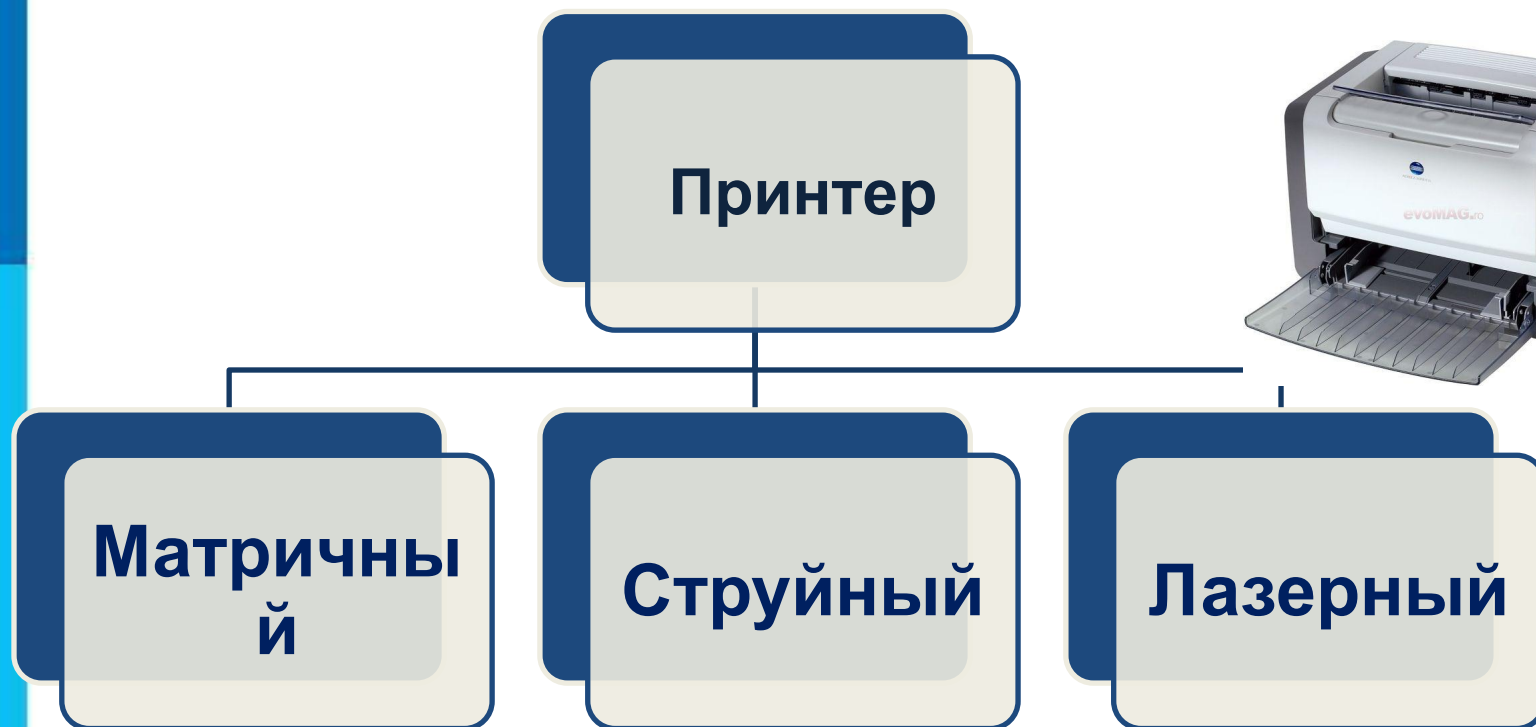 Принтер
evoMAG.ro
Матричны
й
Струйный
Лазерный